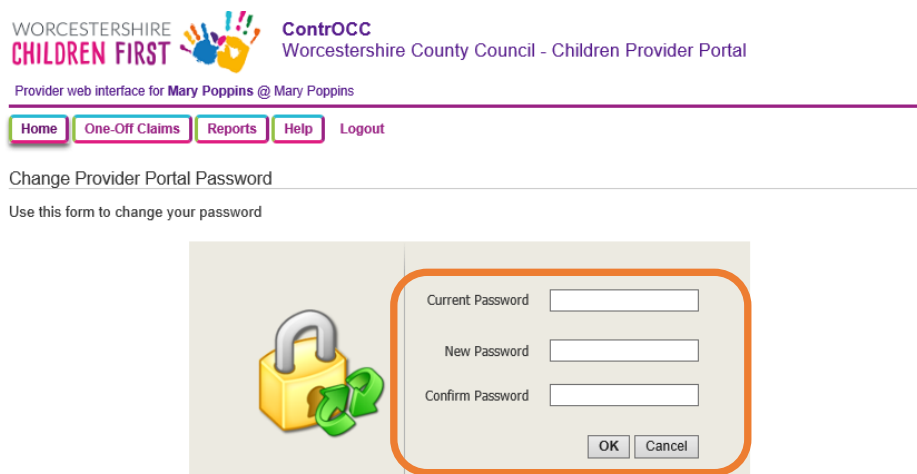 WORCESTERSHIRE
CHILDREN FIRST
ContrOCC
Worcestershire County Council - Children Provider Portal
Provider web interface for Mary Poppins @ Mary Poppins
Home One-Off Claims Reports Help Logout
Change Provider Portal Password
Use this form to change your password
Current Password
New Password
Confirm Password
OK Cancel